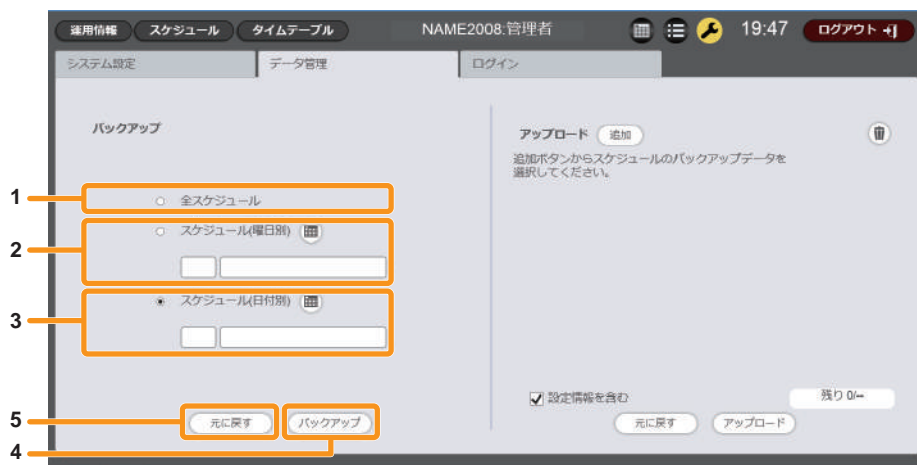 運用情報 スケジュール タイムテーブル NAME2008:管理者 19:47 ログアウト
システム設定 データ管理 ログイン
バックアップ
アップロード 追加
追加ボタンからスケジュールのバックアップデータを
選択してください。
1 全スケジュール
2 スケジュール(曜日別)
3 スケジュール(日付別)
設定情報を含む 残り 0/--
5 元に戻す バックアップ 元に戻す アップロード
4